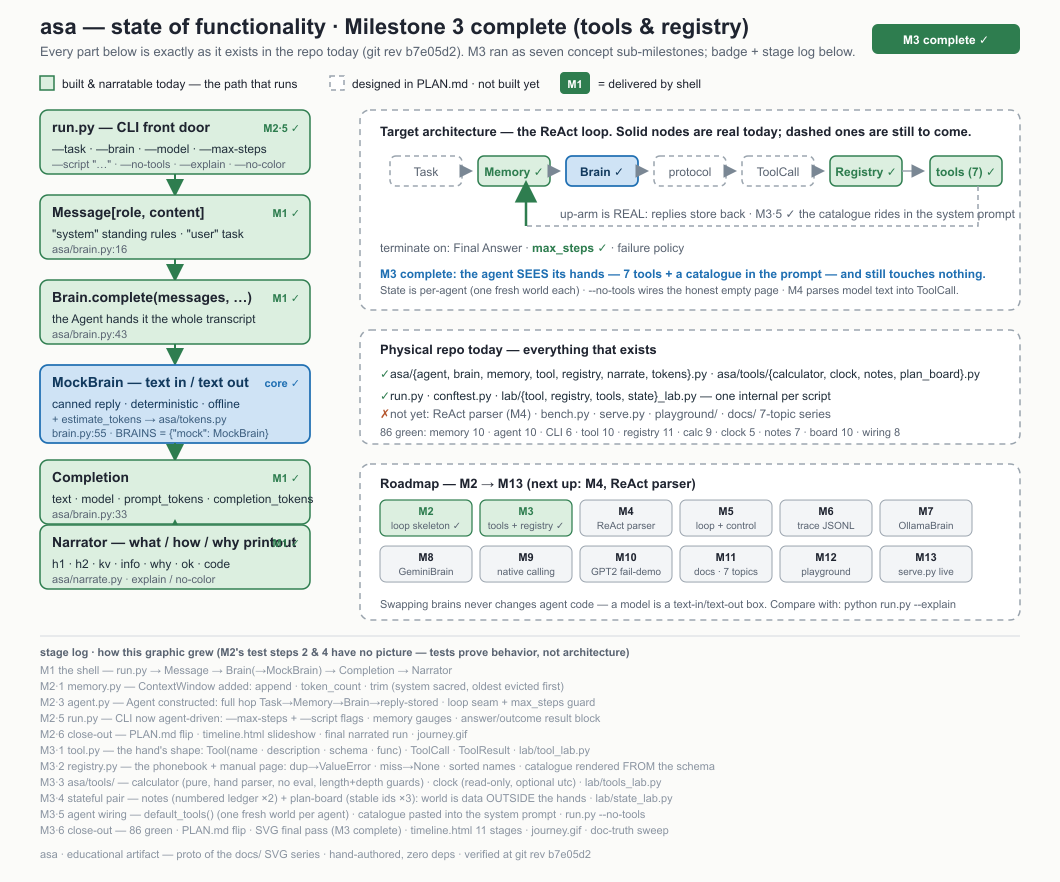 asa — state of functionality · Milestone 3 complete (tools & registry)
Every part below is exactly as it exists in the repo today (git rev b7e05d2). M3 ran as seven concept sub-milestones; badge + stage log below.
M3 complete ✓
built & narratable today — the path that runs
designed in PLAN.md · not built yet
M1
= delivered by shell
run.py — CLI front door
M2·5 ✓
—task · —brain · —model · —max-steps
—script "…" · —no-tools · —explain · —no-color
Message[role, content]
M1 ✓
"system" standing rules · "user" task
asa/brain.py:16
Brain.complete(messages, …)
M1 ✓
the Agent hands it the whole transcript
asa/brain.py:43
MockBrain — text in / text out
core ✓
canned reply · deterministic · offline
+ estimate_tokens → asa/tokens.py
brain.py:55 · BRAINS = {"mock": MockBrain}
Completion
M1 ✓
text · model · prompt_tokens · completion_tokens
asa/brain.py:33
Narrator — what / how / why printout
h1 · h2 · kv · info · why · ok · code
asa/narrate.py · explain / no-color
Target architecture — the ReAct loop. Solid nodes are real today; dashed ones are still to come.
Task
Memory ✓
Brain ✓
protocol
ToolCall
Registry ✓
tools (7) ✓
up-arm is REAL: replies store back · M3·5 ✓ the catalogue rides in the system prompt
terminate on: Final Answer · max_steps ✓ · failure policy
M3 complete: the agent SEES its hands — 7 tools + a catalogue in the prompt — and still touches nothing.
State is per-agent (one fresh world each) · --no-tools wires the honest empty page · M4 parses model text into ToolCall.
Physical repo today — everything that exists
✓asa/{agent, brain, memory, tool, registry, narrate, tokens}.py · asa/tools/{calculator, clock, notes, plan_board}.py
✓run.py · conftest.py · lab/{tool, registry, tools, state}_lab.py — one internal per script
✗not yet: ReAct parser (M4) · bench.py · serve.py · playground/ · docs/ 7-topic series
86 green: memory 10 · agent 10 · CLI 6 · tool 10 · registry 11 · calc 9 · clock 5 · notes 7 · board 10 · wiring 8
Roadmap — M2 → M13 (next up: M4, ReAct parser)
M2
loop skeleton ✓
M3
tools + registry ✓
M4
ReAct parser
M5
loop + control
M6
trace JSONL
M7
OllamaBrain
M8
GeminiBrain
M9
native calling
M10
GPT2 fail-demo
M11
docs · 7 topics
M12
playground
M13
serve.py live
Swapping brains never changes agent code — a model is a text-in/text-out box. Compare with: python run.py --explain
stage log · how this graphic grew (M2's test steps 2 & 4 have no picture — tests prove behavior, not architecture)
M1 the shell — run.py → Message → Brain(→MockBrain) → Completion → Narrator
M2·1 memory.py — ContextWindow added: append · token_count · trim (system sacred, oldest evicted first)
M2·3 agent.py — Agent constructed: full hop Task→Memory→Brain→reply-stored · loop seam + max_steps guard
M2·5 run.py — CLI now agent-driven: —max-steps + —script flags · memory gauges · answer/outcome result block
M2·6 close-out — PLAN.md flip · timeline.html slideshow · final narrated run · journey.gif
M3·1 tool.py — the hand's shape: Tool(name · description · schema · func) · ToolCall · ToolResult · lab/tool_lab.py
M3·2 registry.py — the phonebook + manual page: dup→ValueError · miss→None · sorted names · catalogue rendered FROM the schema
M3·3 asa/tools/ — calculator (pure, hand parser, no eval, length+depth guards) · clock (read-only, optional utc) · lab/tools_lab.py
M3·4 stateful pair — notes (numbered ledger ×2) + plan-board (stable ids ×3): world is data OUTSIDE the hands · lab/state_lab.py
M3·5 agent wiring — default_tools() (one fresh world per agent) · catalogue pasted into the system prompt · run.py --no-tools
M3·6 close-out — 86 green · PLAN.md flip · SVG final pass (M3 complete) · timeline.html 11 stages · journey.gif · doc-truth sweep
asa · educational artifact — proto of the docs/ SVG series · hand-authored, zero deps · verified at git rev b7e05d2